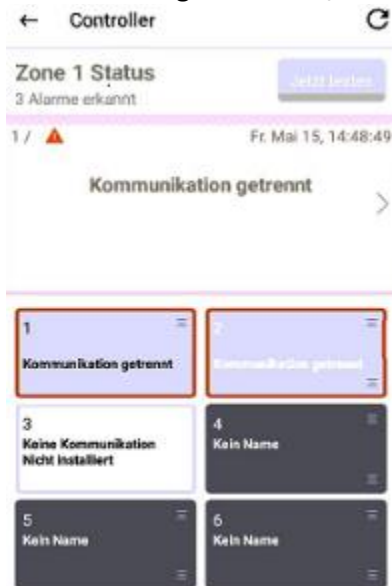 Controller
Zone 1 Status
Jetzt testen
3 Alarme erkannt
1 /
Fr. Mai 15, 14:48:49
Kommunikation getrennt
1
Kommunikation getrennt
2
Kommunikation getrennt
3
Keine Kommunikation
Nicht installiert
4
Kein Name
5
Kein Name
6
Kein Name